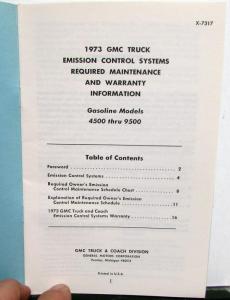 X-7317
1973 GMC TRUCK
EMISSION CONTROL SYSTEMS
REQUIRED MAINTENANCE
AND WARRANTY
INFORMATION
Gasoline Models
4500 thru 9500
Table of Contents
Foreword 2
Emission Control Systems 4
Required Owner's Emission
Control Maintenance Schedule Chart 8
Explanation of Required Owner's Emission
Control Maintenance Schedule 11
1973 GMC Truck and Coach
Emission Control Systems Warranty 16
GMC TRUCK & COACH DIVISION
GENERAL MOTORS CORPORATION
Pontiac, Michigan 48053
Printed in U.S.A.
1